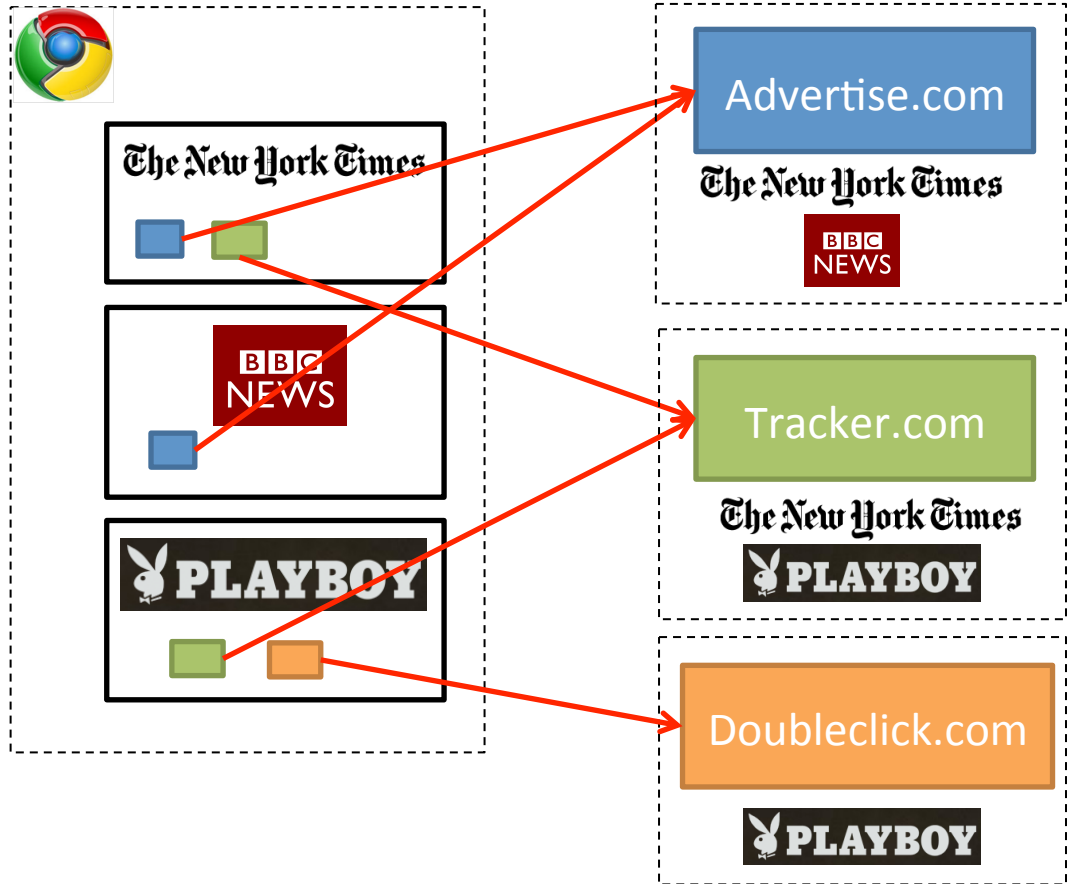 The New York Times
BBC
NEWS
PLAYBOY
Advertise.com
The New York Times
BBC
NEWS
Tracker.com
The New York Times
PLAYBOY
Doubleclick.com
PLAYBOY